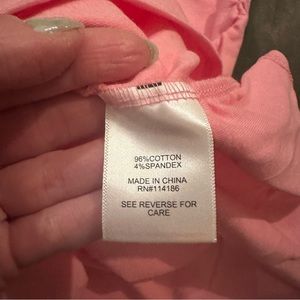 96%COTTON
4%SPANDEX
MADE IN CHINA
RN#114186
SEE REVERSE FOR
CARE